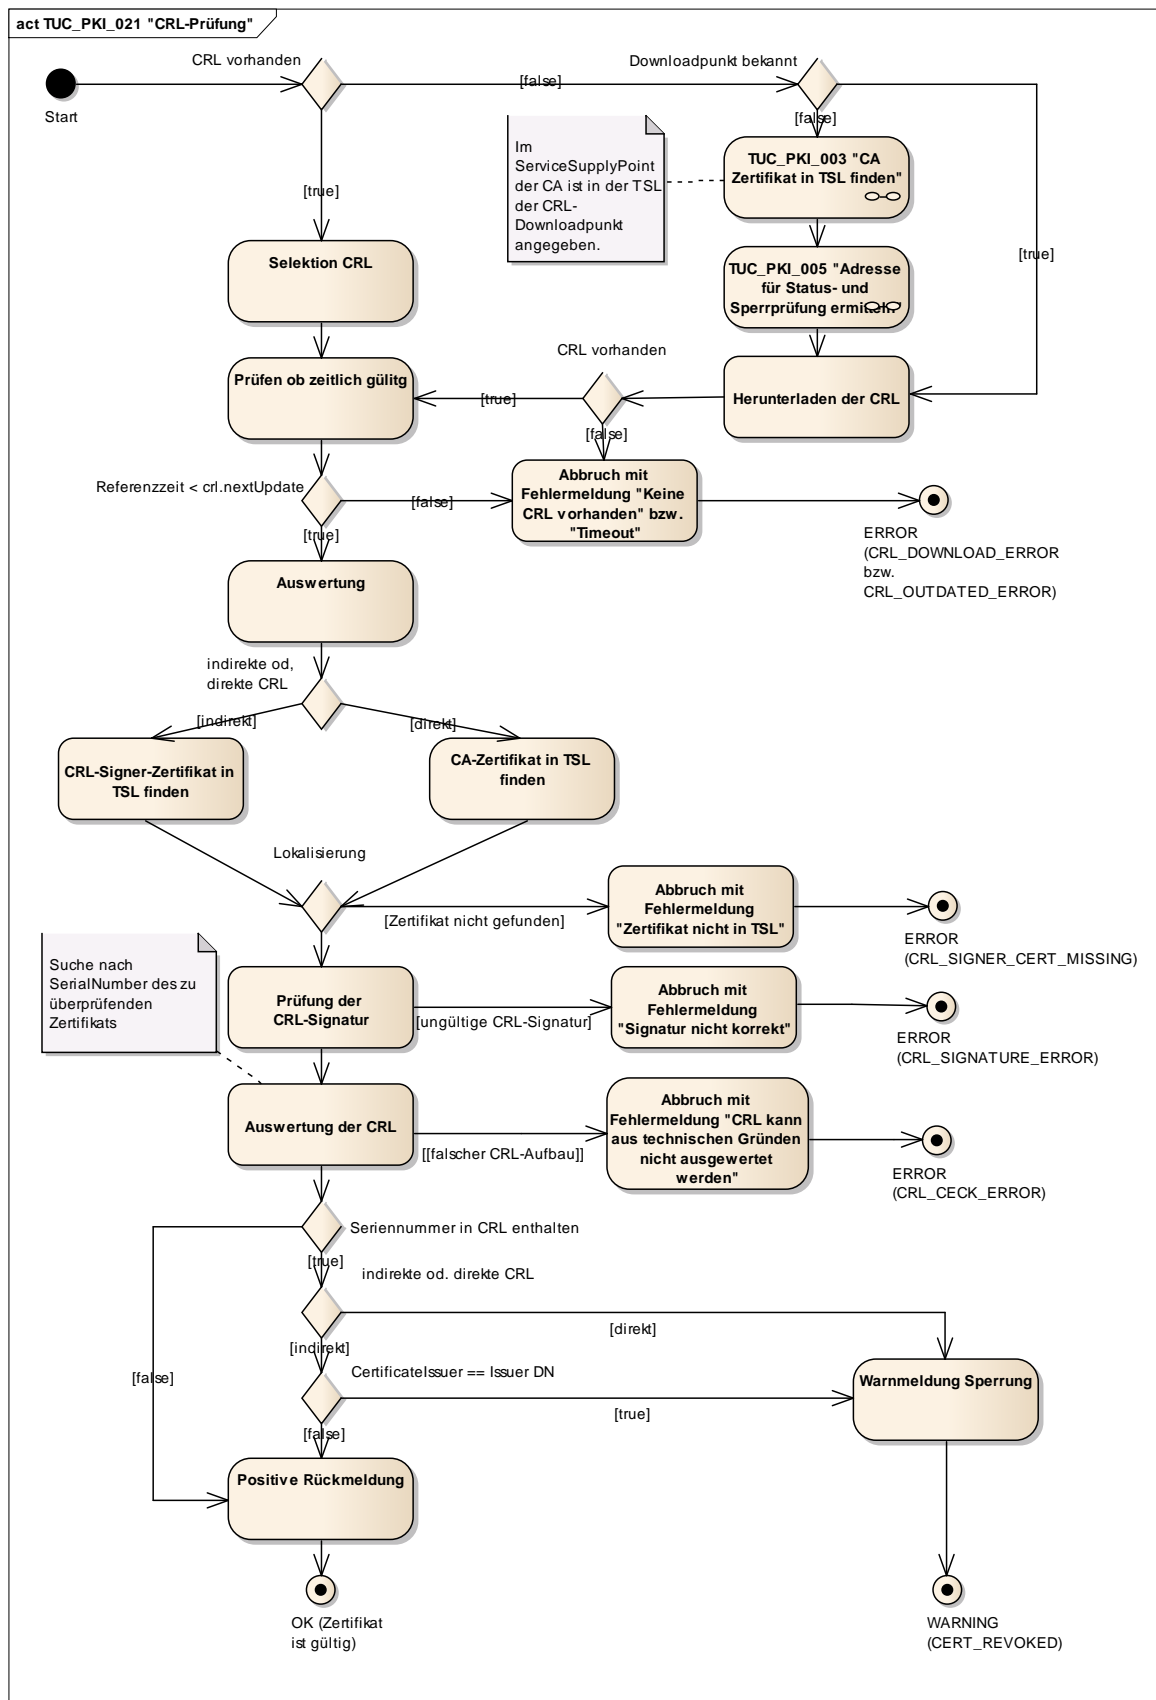 act TUC_PKI_021 "CRL-Prüfung"
CRL vorhanden
Downloadpunkt bekannt
[false]
Start
[false]
Im
ServiceSupplyPoint
der CA ist in der TSL
der CRL-
Downloadpunkt
angegeben.
TUC_PKI_003 "CA
Zertifikat in TSL finden"
[true]
[true]
Selektion CRL
TUC_PKI_005 "Adresse
für Status- und
Sperrprüfung ermitteln"
CRL vorhanden
Prüfen ob zeitlich gülitg
[true]
Herunterladen der CRL
[false]
Referenzzeit < crl.nextUpdate
[false]
Abbruch mit
Fehlermeldung "Keine
CRL vorhanden" bzw.
"Timeout"
[true]
ERROR
(CRL_DOWNLOAD_ERROR
bzw.
CRL_OUTDATED_ERROR)
Auswertung
indirekte od,
direkte CRL
[indirekt]
[direkt]
CRL-Signer-Zertifikat in
TSL finden
CA-Zertifikat in TSL
finden
Lokalisierung
[Zertifikat nicht gefunden]
Abbruch mit
Fehlermeldung
"Zertifikat nicht in TSL"
ERROR
(CRL_SIGNER_CERT_MISSING)
Suche nach
SerialNumber des zu
überprüfenden
Zertifikats
Prüfung der
CRL-Signatur
[ungültige CRL-Signatur]
Abbruch mit
Fehlermeldung
"Signatur nicht korrekt"
ERROR
(CRL_SIGNATURE_ERROR)
Auswertung der CRL
[[falscher CRL-Aufbau]]
Abbruch mit
Fehlermeldung "CRL kann
aus technischen Gründen
nicht ausgewertet
werden"
ERROR
(CRL_CECK_ERROR)
Seriennummer in CRL enthalten
[true]
indirekte od. direkte CRL
[direkt]
[indirekt]
[false]
CertificateIssuer == Issuer DN
[true]
Warnmeldung Sperrung
[false]
Positive Rückmeldung
OK (Zertifikat
ist gültig)
WARNING
(CERT_REVOKED)